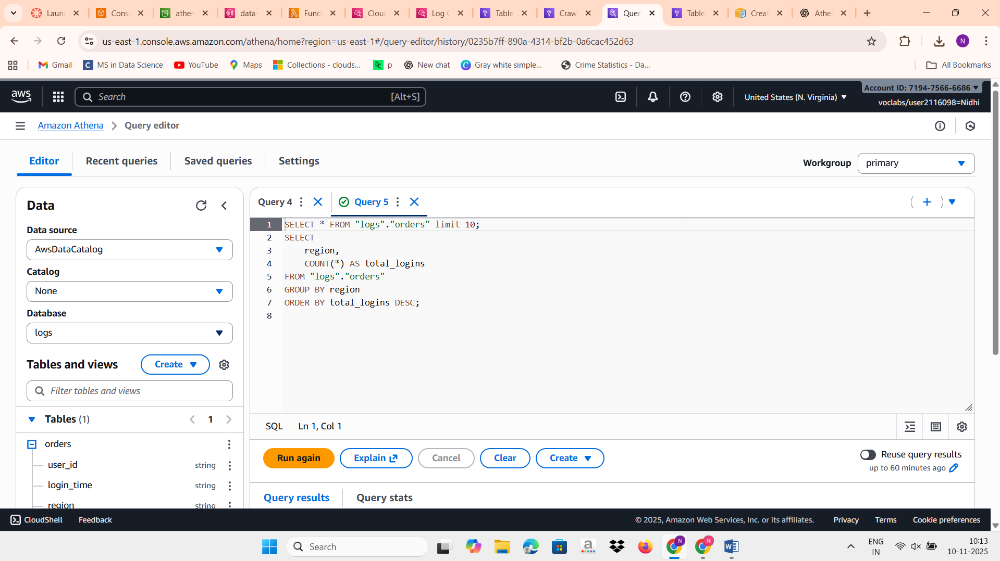 Laun
Cons
ather
data-
Funct
Cloud
Log G
Table
Craw
Quer
Table
Creat
Athe
us-east-1.console.aws.amazon.com/athena/home?region=us-east-1#/query-editor/history/0235b7ff-890a-4314-bf2b-0a6cac452d63
N
Gmail
MS in Data Science
YouTube
Maps
Collections - clouds...
p
New chat
Gray white simple...
Crime Statistics - Da...
All Bookmarks
aws
Search
[Alt+S]
United States (N. Virginia)
Account ID: 7194-7566-6686
voclabs/user2116098=Nidhi
Amazon Athena
Query editor
Editor
Recent queries
Saved queries
Settings
Workgroup
primary
Data
Data source
AwsDataCatalog
Catalog
None
Database
logs
Tables and views
Create
Filter tables and views
Tables (1)
1
orders
user_id string
login_time string
region string
Query 4
Query 5
1 SELECT * FROM "logs"."orders" limit 10;
2 SELECT
3 region,
4 COUNT(*) AS total_logins
5 FROM "logs"."orders"
6 GROUP BY region
7 ORDER BY total_logins DESC;
8
SQL
Ln 1, Col 1
Run again
Explain
Cancel
Clear
Create
Reuse query results
up to 60 minutes ago
Query results
Query stats
CloudShell
Feedback
© 2025, Amazon Web Services, Inc. or its affiliates.
Privacy
Terms
Cookie preferences
Search
a
N
N
ENG
IN
10:13
10-11-2025